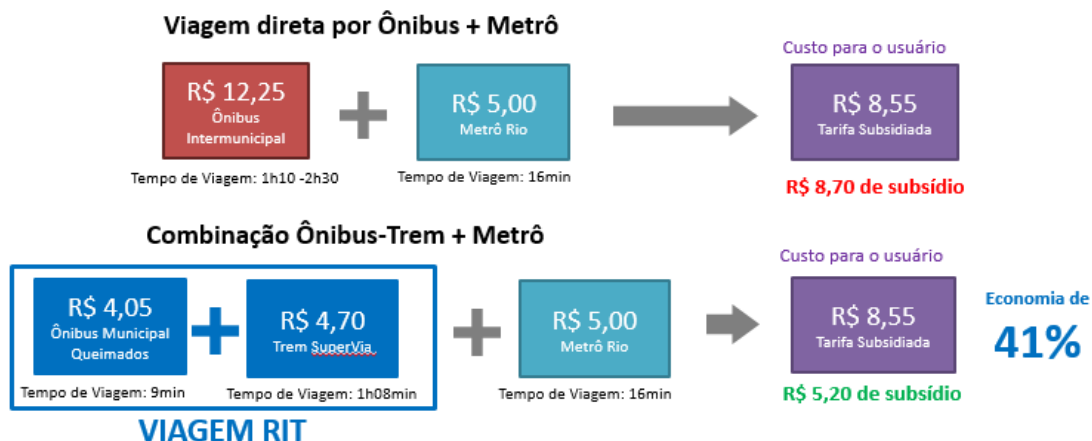 Viagem direta por Ônibus + Metrô
Custo para o usuário
R$ 12,25
Ônibus
Intermunicipal
R$ 5,00
Metrô Rio
R$ 8,55
Tarifa Subsidiada
Tempo de Viagem: 1h10 -2h30
Tempo de Viagem: 16min
R$ 8,70 de subsídio
Combinação Ônibus-Trem + Metrô
Custo para o usuário
R$ 4,05
Ônibus Municipal
Queimados
R$ 4,70
Trem SuperVia
R$ 5,00
Metrô Rio
R$ 8,55
Tarifa Subsidiada
Economia de
41%
Tempo de Viagem: 9min
Tempo de Viagem: 1h08min
Tempo de Viagem: 16min
R$ 5,20 de subsídio
VIAGEM RIT